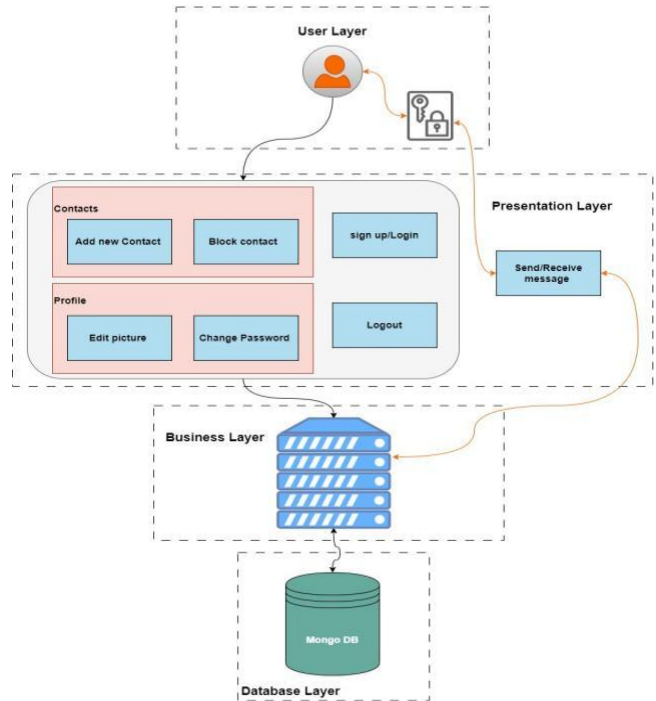 User Layer
Presentation Layer
Contacts
Add new Contact
Block contact
sign up/Login
Send/Receive
message
Profile
Edit picture
Change Password
Logout
Business Layer
Mongo DB
Database Layer